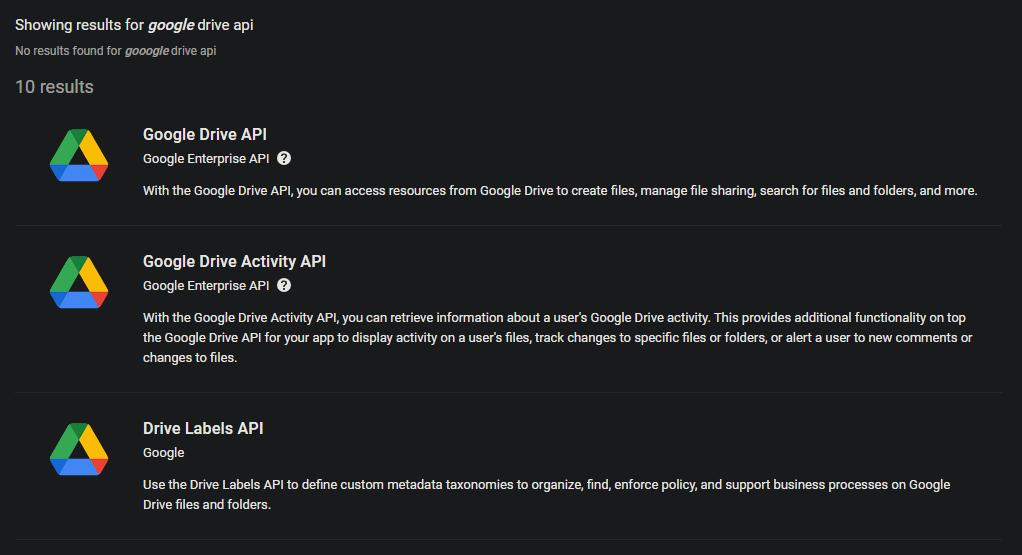 Showing results for google drive api
No results found for gooogle drive api
10 results
Google Drive API
Google Enterprise API ?
With the Google Drive API, you can access resources from Google Drive to create files, manage file sharing, search for files and folders, and more.
Google Drive Activity API
Google Enterprise API ?
With the Google Drive Activity API, you can retrieve information about a user's Google Drive activity. This provides additional functionality on top
the Google Drive API for your app to display activity on a user's files, track changes to specific files or folders, or alert a user to new comments or
changes to files.
Drive Labels API
Google
Use the Drive Labels API to define custom metadata taxonomies to organize, find, enforce policy, and support business processes on Google
Drive files and folders.